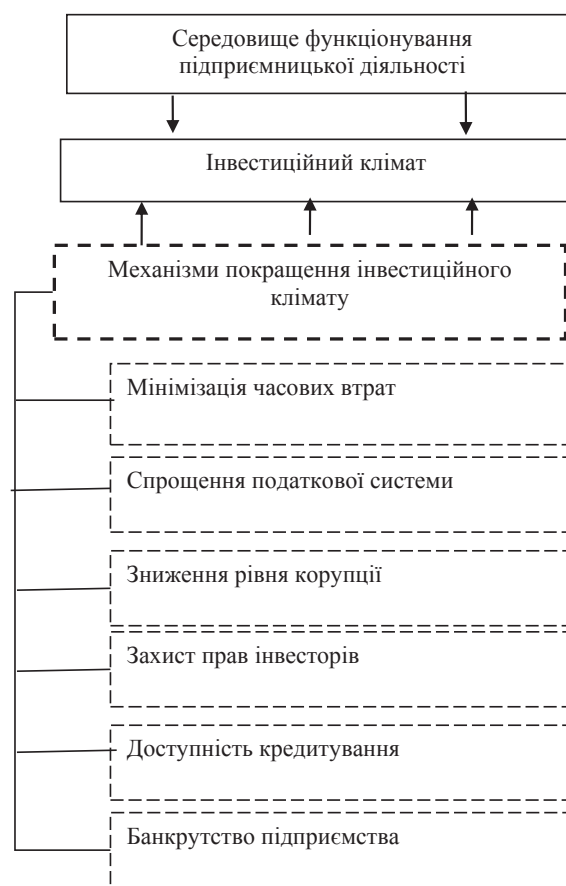 Середовище функціонування
підприємницької діяльності
Інвестиційний клімат
Механізми покращення інвестиційного
клімату
Мінімізація часових втрат
Спрощення податкової системи
Зниження рівня корупції
Захист прав інвесторів
Доступність кредитування
Банкрутство підприємства